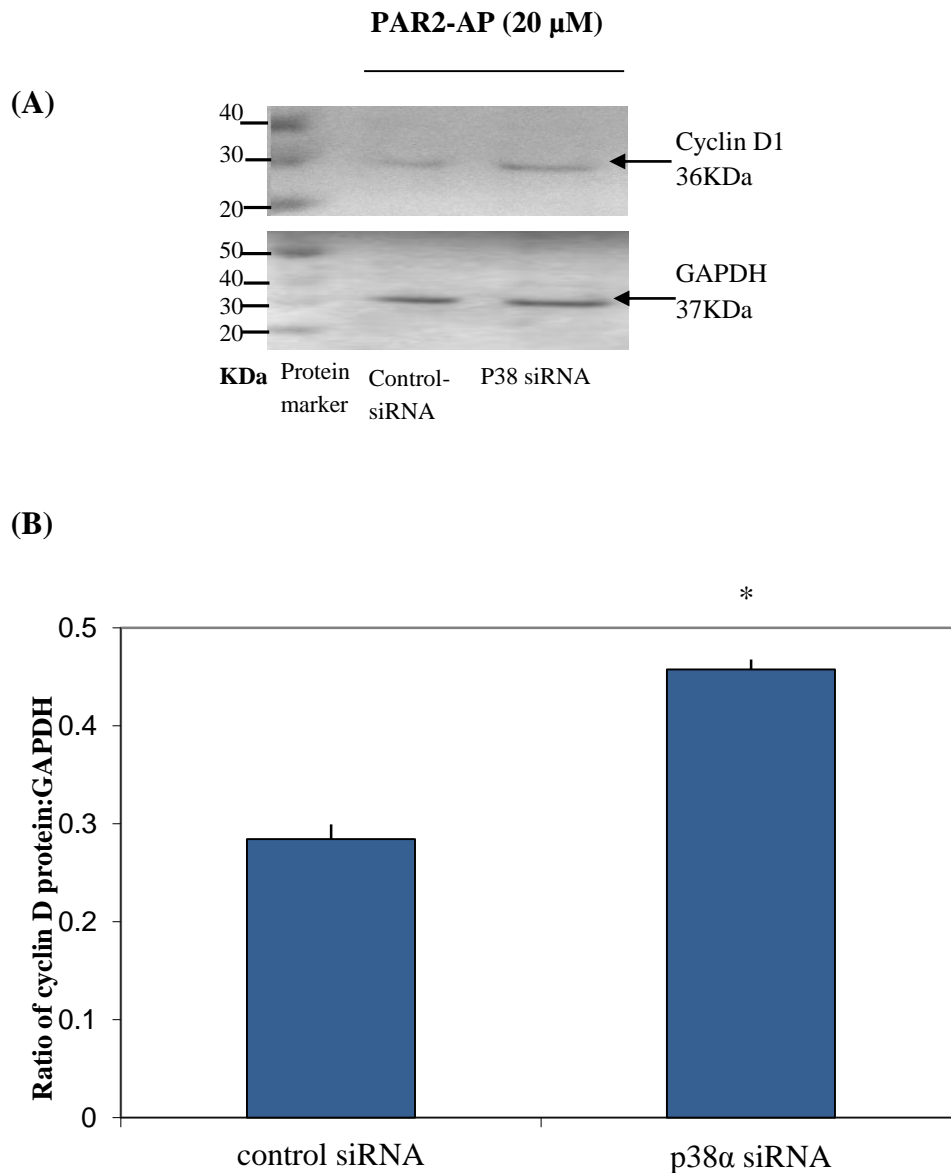 PAR2-AP (20 µM)
(A)
40
30
20
Cyclin D1
36KDa
50
40
30
20
GAPDH
37KDa
KDa
Protein
marker
Control-
siRNA
P38 siRNA
(B)
*
0.5
0.4
0.3
0.2
0.1
0
Ratio of cyclin D protein:GAPDH
control siRNA
p38α siRNA